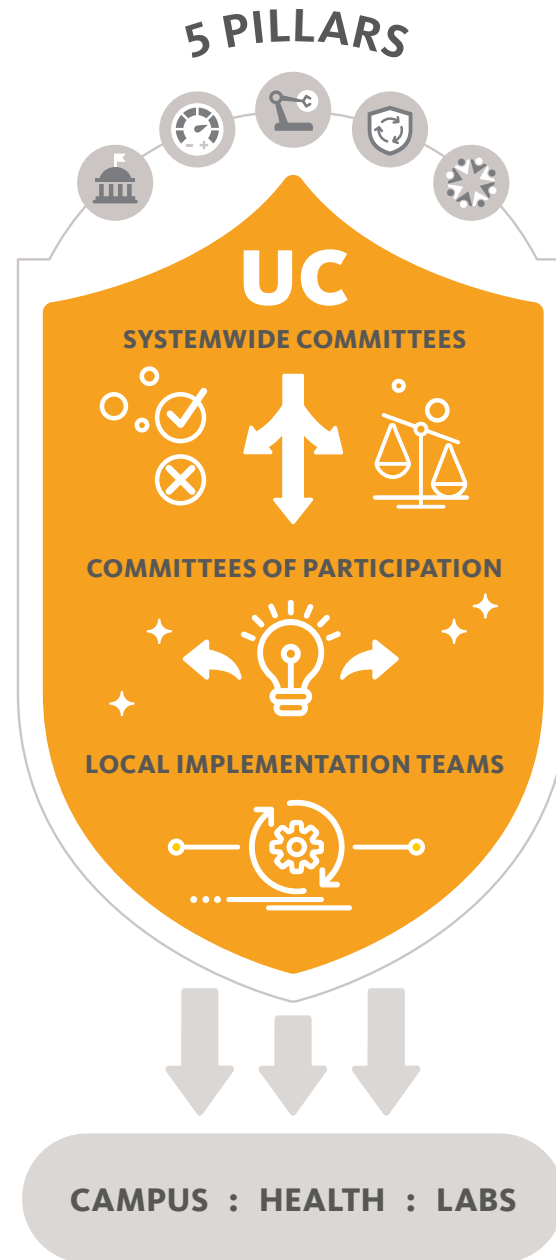 5 PILLARS
UC
SYSTEMWIDE COMMITTEES
COMMITTEES OF PARTICIPATION
LOCAL IMPLEMENTATION TEAMS
CAMPUS : HEALTH : LABS